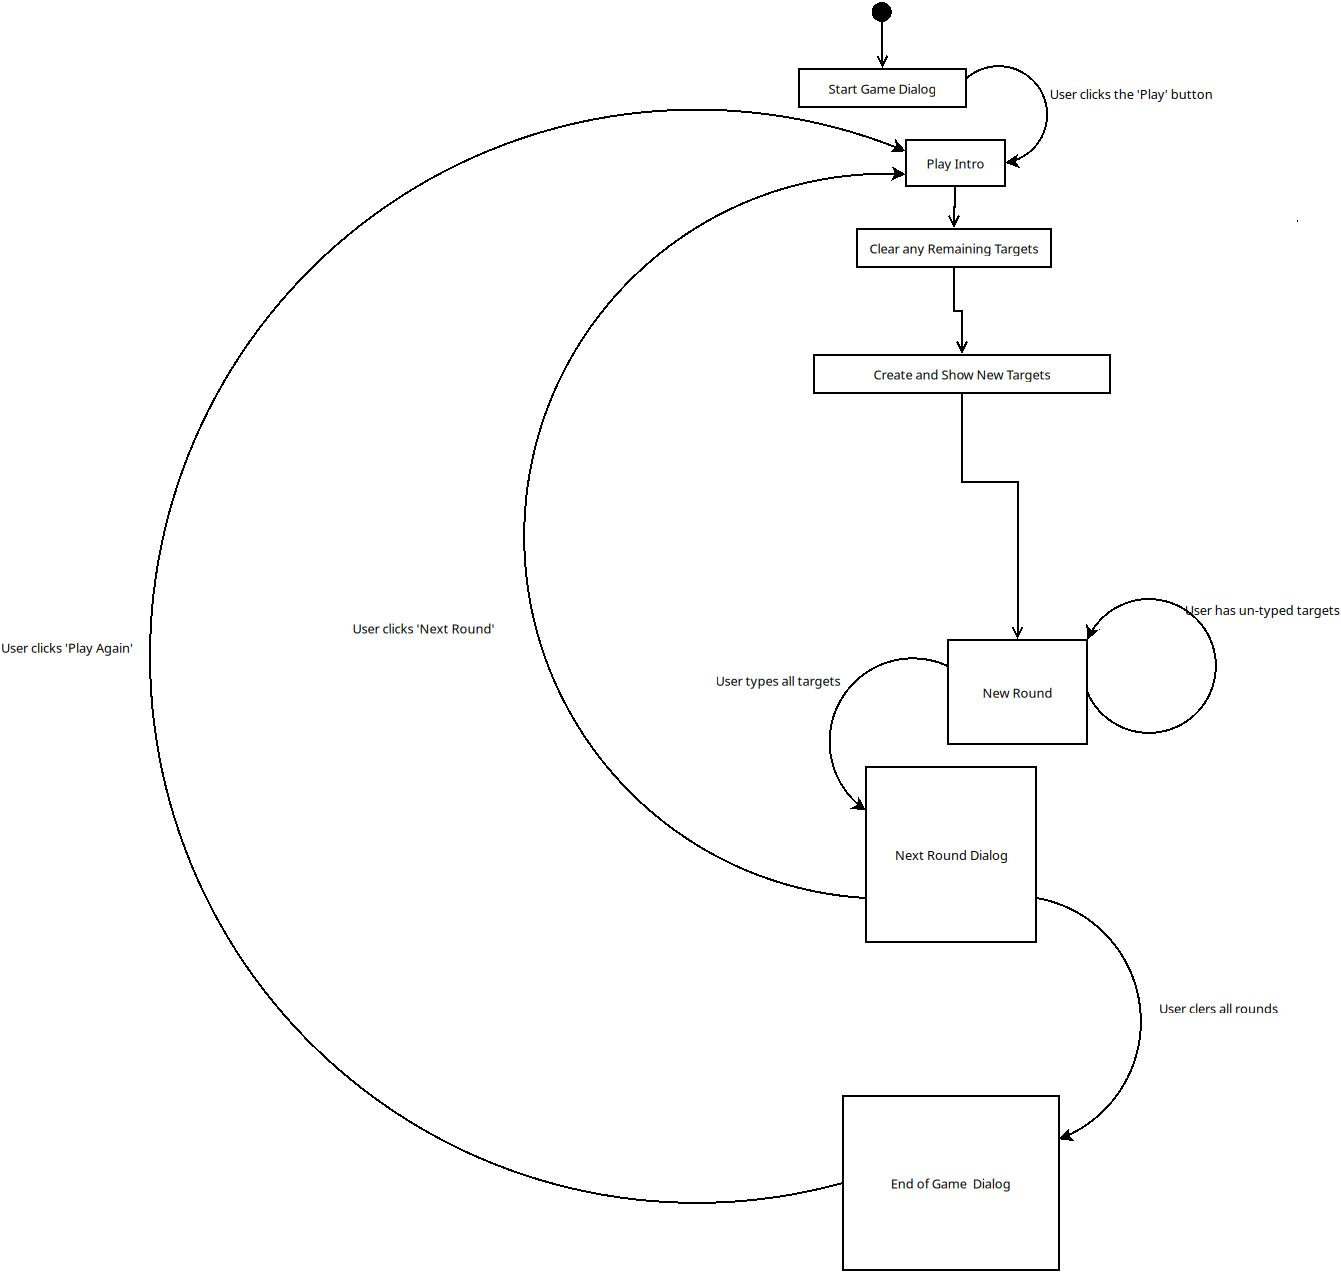 Start Game Dialog
User clicks the 'Play' button
Play Intro
Clear any Remaining Targets
Create and Show New Targets
User has un-typed targets
User clicks 'Next Round'
User clicks 'Play Again'
User types all targets
New Round
Next Round Dialog
User clers all rounds
End of Game  Dialog